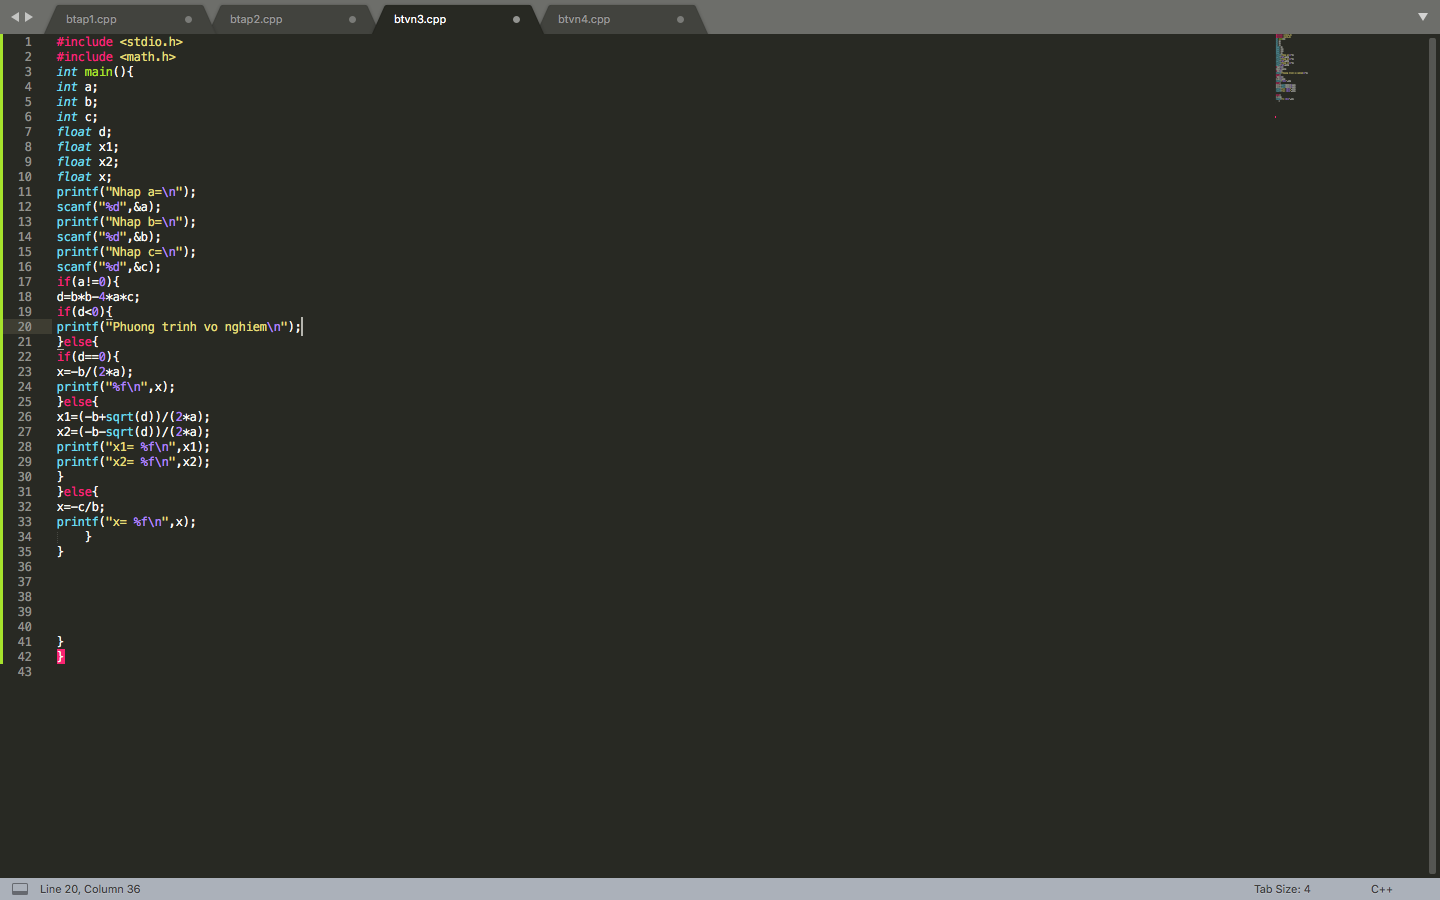 btap1.cpp
btap2.cpp
btvn3.cpp
btvn4.cpp
1 #include <stdio.h>
2 #include <math.h>
3 int main(){
4 int a;
5 int b;
6 int c;
7 float d;
8 float x1;
9 float x2;
10 float x;
11 printf("Nhap a=\n");
12 scanf("%d",&a);
13 printf("Nhap b=\n");
14 scanf("%d",&b);
15 printf("Nhap c=\n");
16 scanf("%d",&c);
17 if(a!=0){
18 d=b*b-4*a*c;
19 if(d<0){
20 printf("Phuong trinh vo nghiem\n");
21 }else{
22 if(d==0){
23 x=-b/(2*a);
24 printf("%f\n",x);
25 }else{
26 x1=(-b+sqrt(d))/(2*a);
27 x2=(-b-sqrt(d))/(2*a);
28 printf("x1= %f\n",x1);
29 printf("x2= %f\n",x2);
30 }
31 }else{
32 x=-c/b;
33 printf("x= %f\n",x);
34 }
35 }
36
37
38
39
40
41 }
42 }
43
Line 20, Column 36
Tab Size: 4
C++